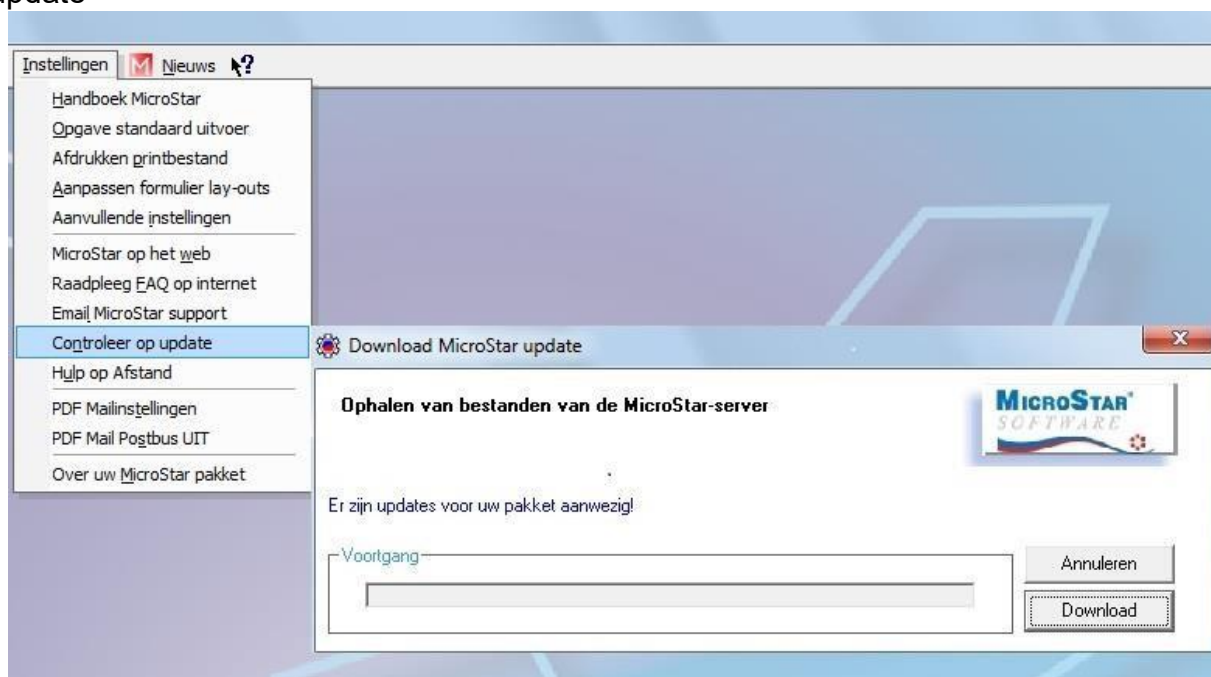 update
Instellingen Nieuws ?
Handboek MicroStar
Opgave standaard uitvoer
Afdrukken printbestand
Aanpassen formulier lay-outs
Aanvullende instellingen
MicroStar op het web
Raadpleeg FAQ op internet
Email MicroStar support
Controleer op update
Hulp op Afstand
PDF Mailinstellingen
PDF Mail Postbus UIT
Over uw MicroStar pakket
Download MicroStar update
Ophalen van bestanden van de MicroStar-server
MICROSTAR®
SOFTWARE
Er zijn updates voor uw pakket aanwezig!
Voortgang
Annuleren
Download